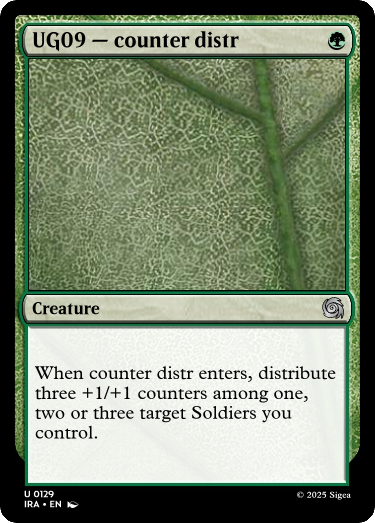 UG09 — counter distr
Creature
When counter distr enters, distribute
three +1/+1 counters among one,
two or three target Soldiers you
control.
U 0129
IRA • EN
© 2025 Sigea